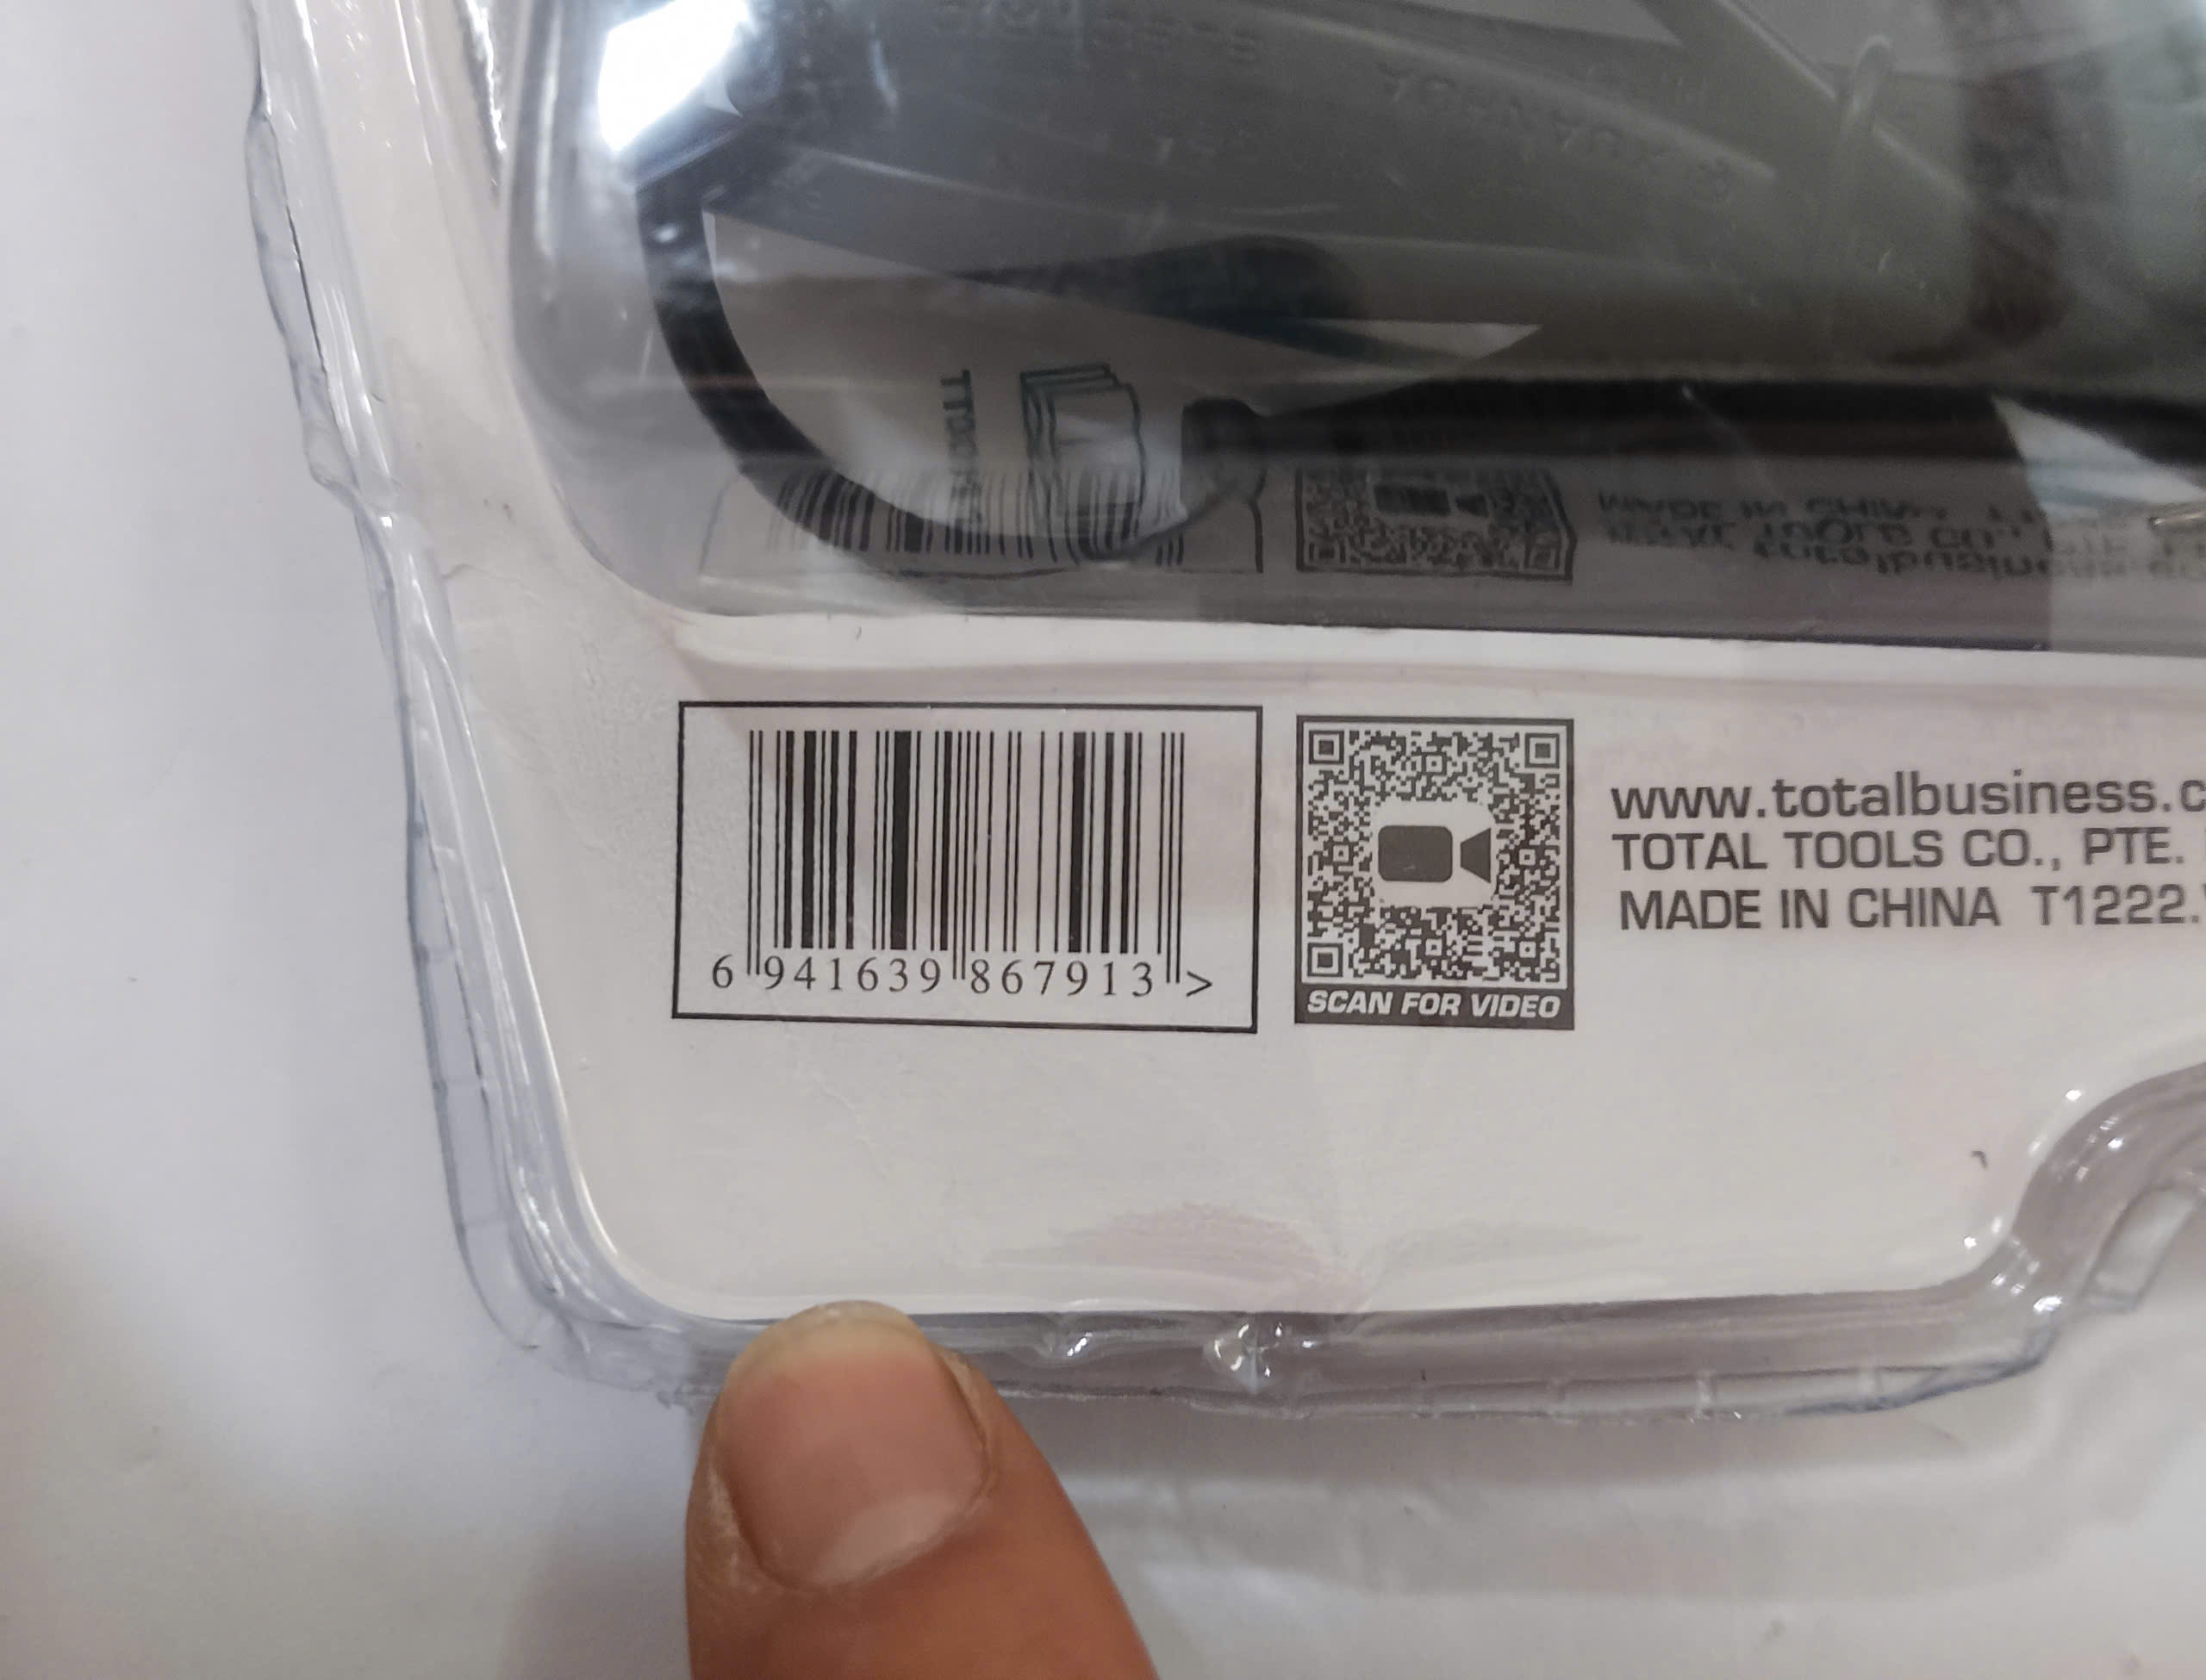 6 941639 867913 >
SCAN FOR VIDEO
www.totalbusiness.c
TOTAL TOOLS CO., PTE.
MADE IN CHINA T1222.